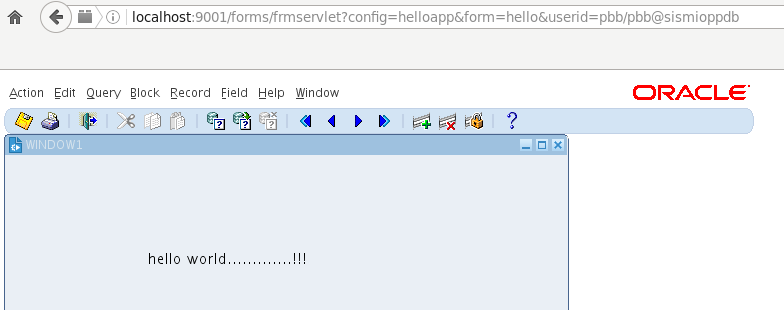 localhost:9001/forms/frmservlet?config=helloapp&form=hello&userid=pbb/pbb@sismioppdb
Action Edit Query Block Record Field Help Window
ORACLE
WINDOW1
hello world.............!!!